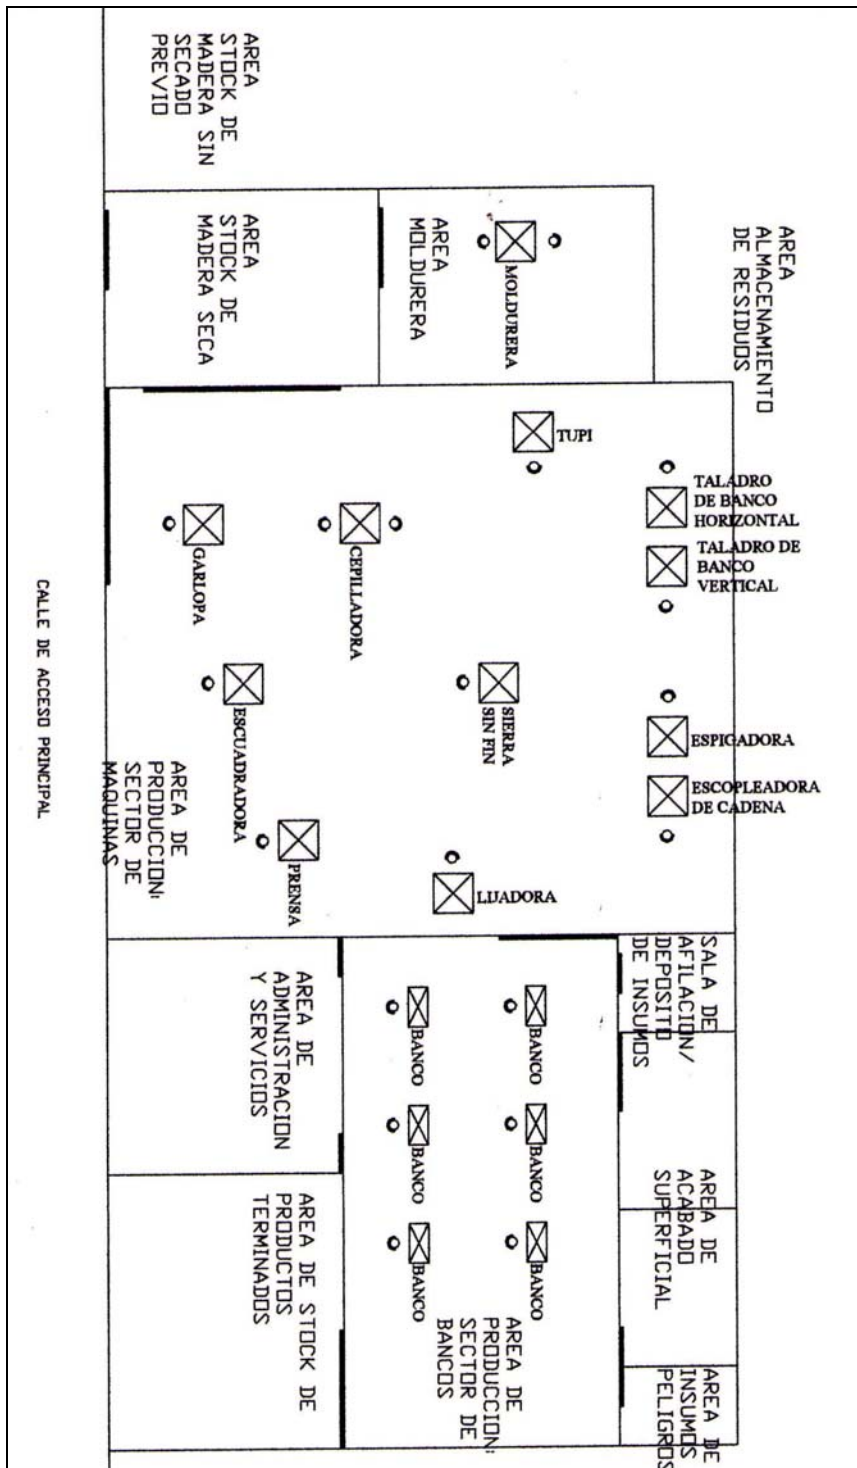 AREA
STOCK DE
MADERA SIN
SECADO
PREVIO
AREA
STOCK DE
MADERA SECA
AREA
MOLDURERA
MOLDURERA
AREA
ALMACENAMIENTO
DE RESIDUOS
TUPI
TALADRO
DE BANCO
HORIZONTAL
TALADRO DE
BANCO
VERTICAL
GARLOPA
CEPILLADORA
ESCUADRADORA
SIERRA
SIN FIN
ESPIGADORA
ESCOPLEADORA
DE CADENA
PRENSA
LIJADORA
AREA DE
PRODUCCION:
SECTOR DE
MAQUINAS
CALLE DE ACCESO PRINCIPAL
SALA DE
AFILACION/
DEPOSITO
DE INSUMOS
AREA DE
ADMINISTRACION
Y SERVICIOS
BANCO
BANCO
BANCO
BANCO
BANCO
BANCO
AREA DE
ACABADO
SUPERFICIAL
AREA DE STOCK DE
PRODUCTOS
TERMINADOS
AREA DE
PRODUCCION:
SECTOR DE
BANCOS
AREA DE
INSUMOS
PELIGROS